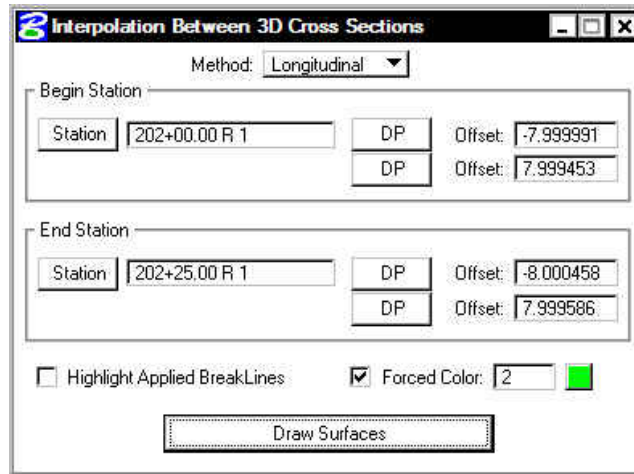 Interpolation Between 3D Cross Sections
Method: Longitudinal
Begin Station
Station 202+00.00 R 1 DP Offset: -7.999991
DP Offset: 7.999453
End Station
Station 202+25.00 R 1 DP Offset: -8.000458
DP Offset: 7.999586
Highlight Applied BreakLines Forced Color: 2
Draw Surfaces